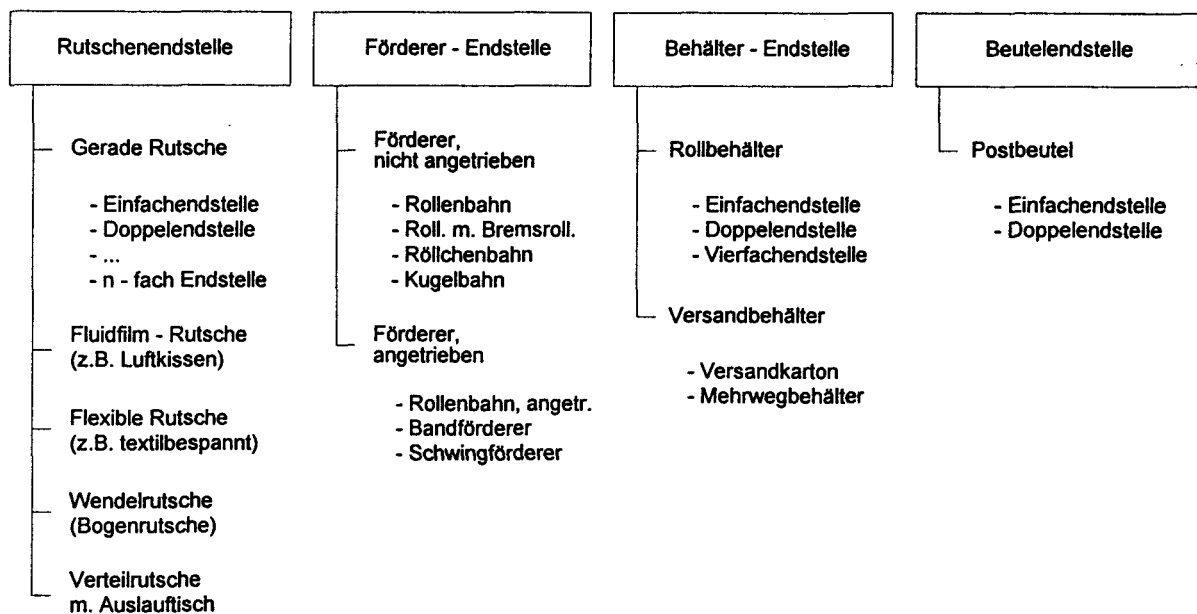 Rutschenendstelle
Gerade Rutsche
- Einfachendstelle
- Doppelendstelle
- ...
- n - fach Endstelle
Fluidfilm - Rutsche
(z.B. Luftkissen)
Flexible Rutsche
(z.B. textilbespannt)
Wendelrutsche
(Bogenrutsche)
Verteilrutsche
m. Auslauftisch
Förderer - Endstelle
Förderer,
nicht angetrieben
- Rollenbahn
- Roll. m. Bremsroll.
- Röllchenbahn
- Kugelbahn
Förderer,
angetrieben
- Rollenbahn, angetr.
- Bandförderer
- Schwingförderer
Behälter - Endstelle
Rollbehälter
- Einfachendstelle
- Doppelendstelle
- Vierfachendstelle
Versandbehälter
- Versandkarton
- Mehrwegbehälter
Beutelendstelle
Postbeutel
- Einfachendstelle
- Doppelendstelle